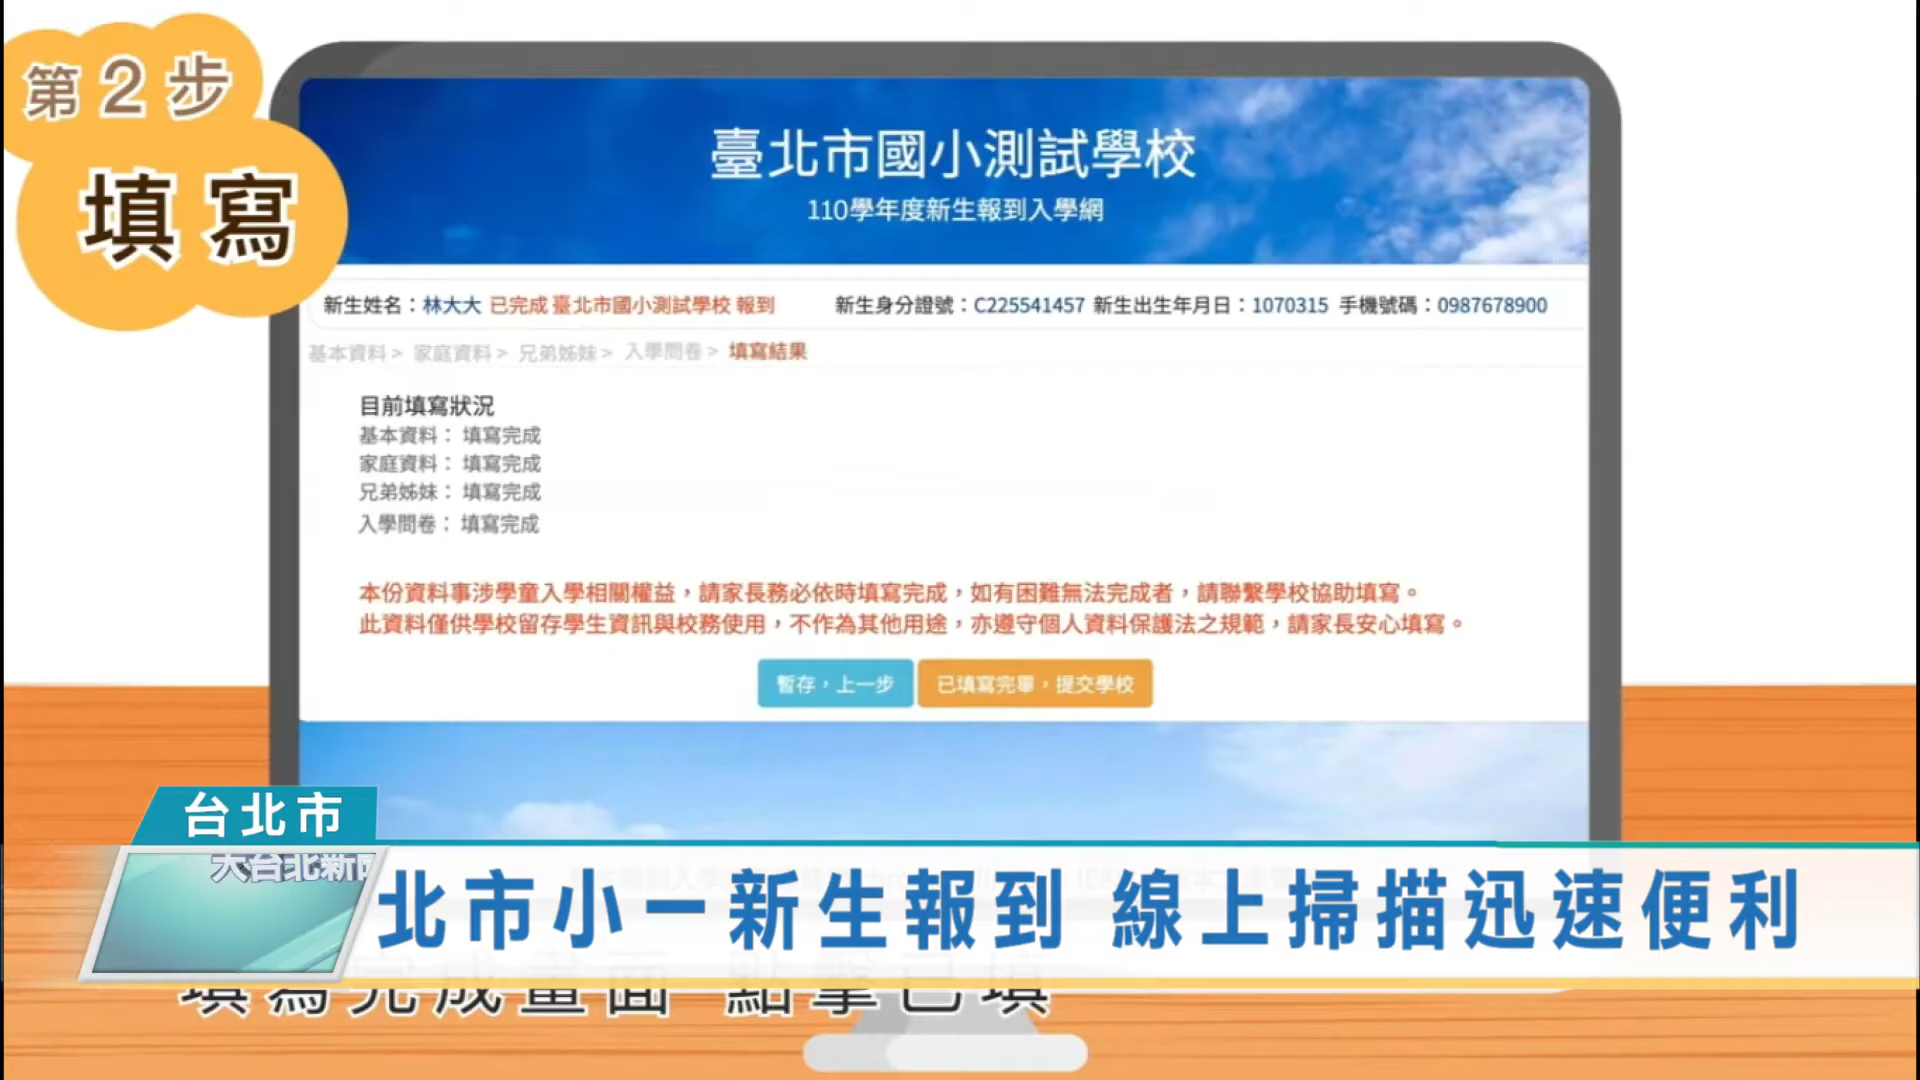 第2步
填寫
臺北市國小測試學校
110學年度新生報到入學網
新生姓名：林大大 已完成 臺北市國小測試學校 報到 新生身分證號：C225541457 新生出生年月日：1070315 手機號碼：0987678900
基本資料 > 家庭資料 > 兄弟姊妹 > 入學問卷 > 填寫結果
目前填寫狀況
基本資料： 填寫完成
家庭資料： 填寫完成
兄弟姊妹： 填寫完成
入學問卷： 填寫完成
本份資料事涉學童入學相關權益，請家長務必依時填寫完成，如有困難無法完成者，請聯繫學校協助填寫。
此資料僅供學校留存學生資訊與校務使用，不作為其他用途，亦遵守個人資料保護法之規範，請家長安心填寫。
暫存，上一步
已填寫完畢，提交學校
台北市
大台北新聞
北市小一新生報到 線上掃描迅速便利
填寫完成畫面 點擊已填